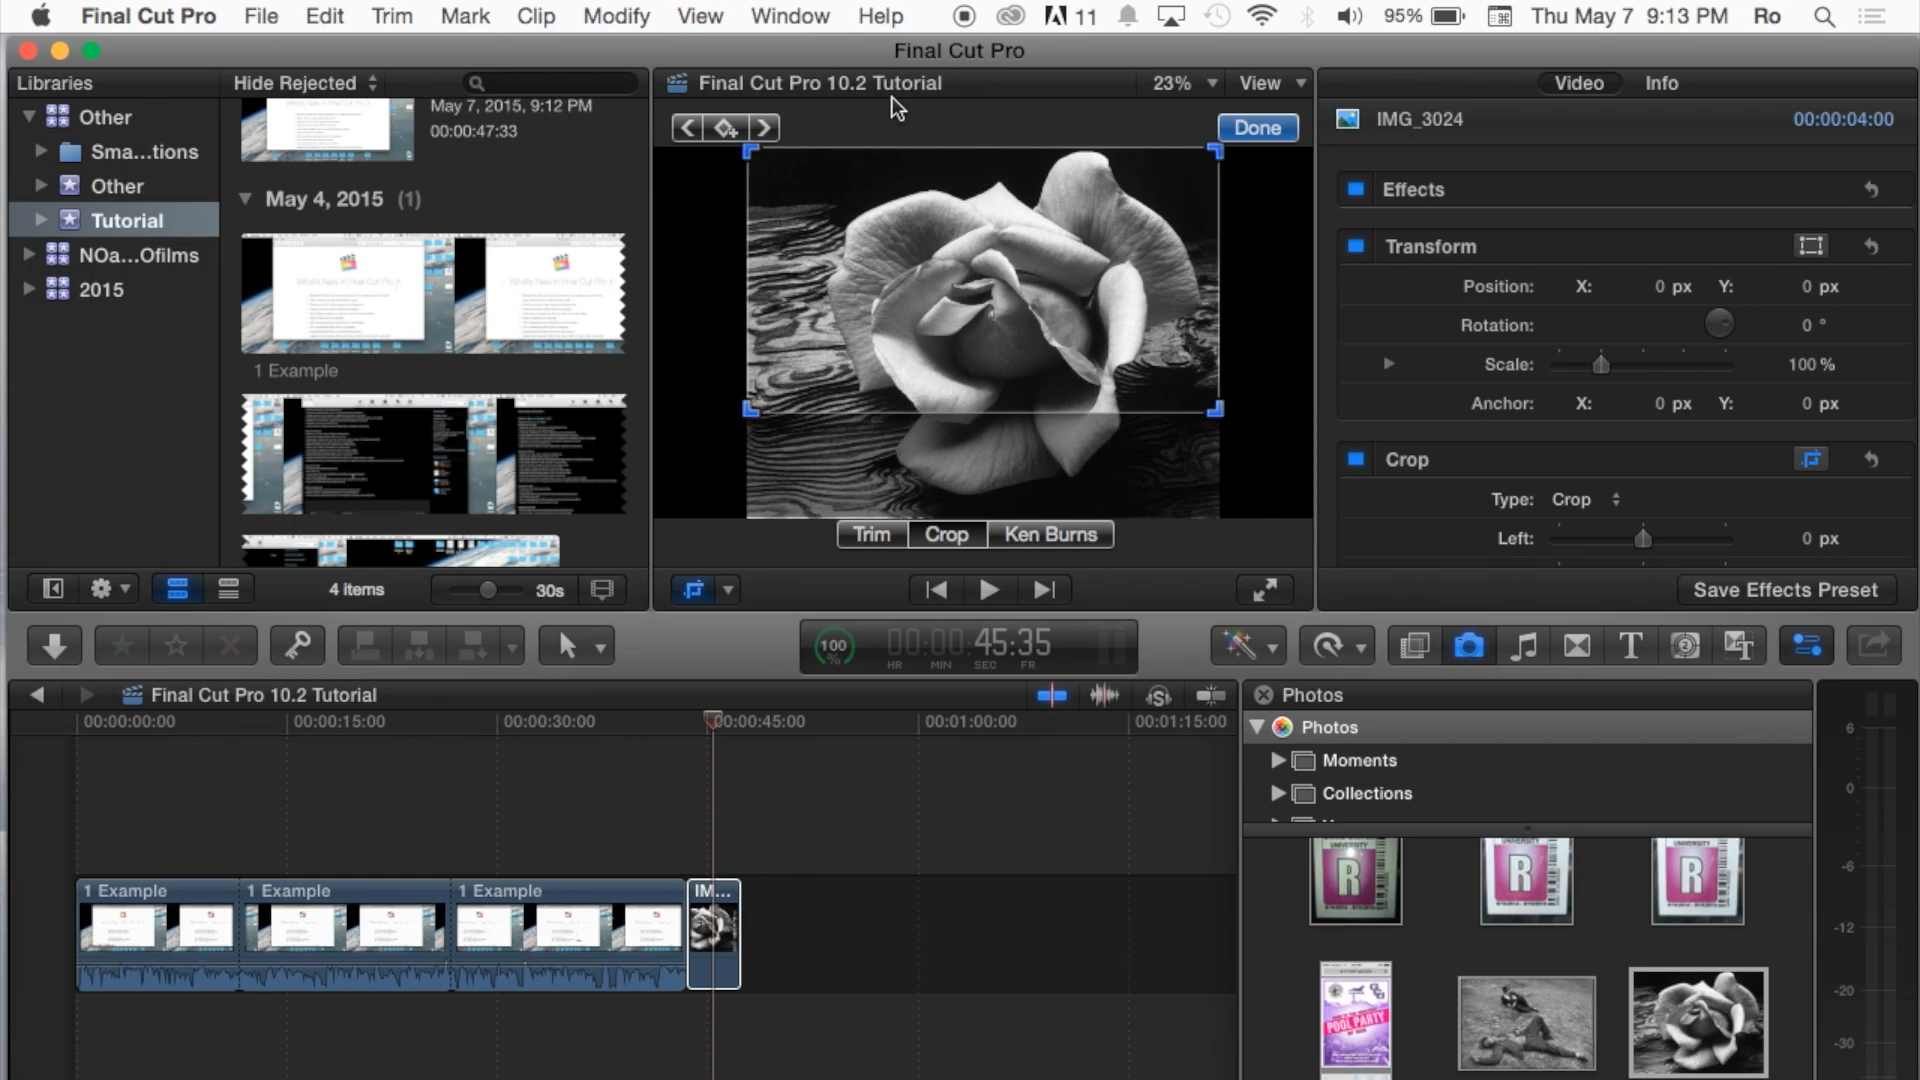 Final Cut Pro File Edit Trim Mark Clip Modify View Window Help 11 95% Thu May 7 9:13 PM Ro
Final Cut Pro
Libraries
Hide Rejected
Final Cut Pro 10.2 Tutorial
23%
View
Video
Info
Other
Sma...tions
Other
Tutorial
NOa...Ofilms
2015
May 7, 2015, 9:12 PM
00:00:47:33
May 4, 2015 (1)
1 Example
4 items
30s
Done
Trim Crop Ken Burns
IMG_3024
00:00:04:00
Effects
Transform
Position: X: 0 px Y: 0 px
Rotation: 0 °
Scale: 100 %
Anchor: X: 0 px Y: 0 px
Crop
Type: Crop
Left: 0 px
Save Effects Preset
100
%
00:00:45:35
HR MIN SEC FR
Final Cut Pro 10.2 Tutorial
00:00:00:00
00:00:15:00
00:00:30:00
00:00:45:00
00:01:00:00
00:01:15:00
1 Example
1 Example
1 Example
IM...
Photos
Photos
Moments
Collections
UNIVERSITY
R
UNIVERSITY
R
UNIVERSITY
R
POOL PARTY
6
0
-6
-12
-20
-30